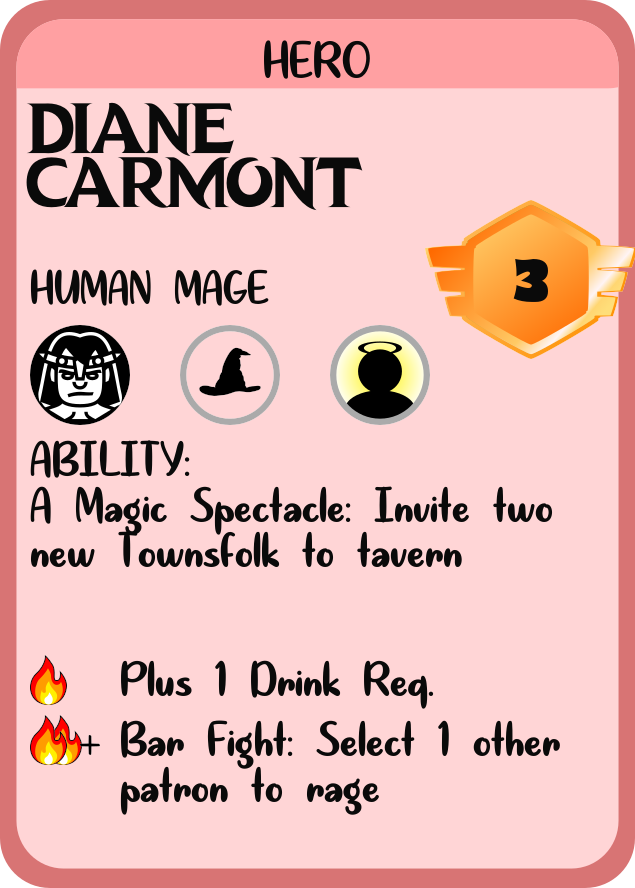 HERO
DIANE
CARMONT
3
HUMAN MAGE
ABILITY:
A Magic Spectacle: Invite two
new Townsfolk to tavern
Plus 1 Drink Req.
+ Bar Fight: Select 1 other
patron to rage